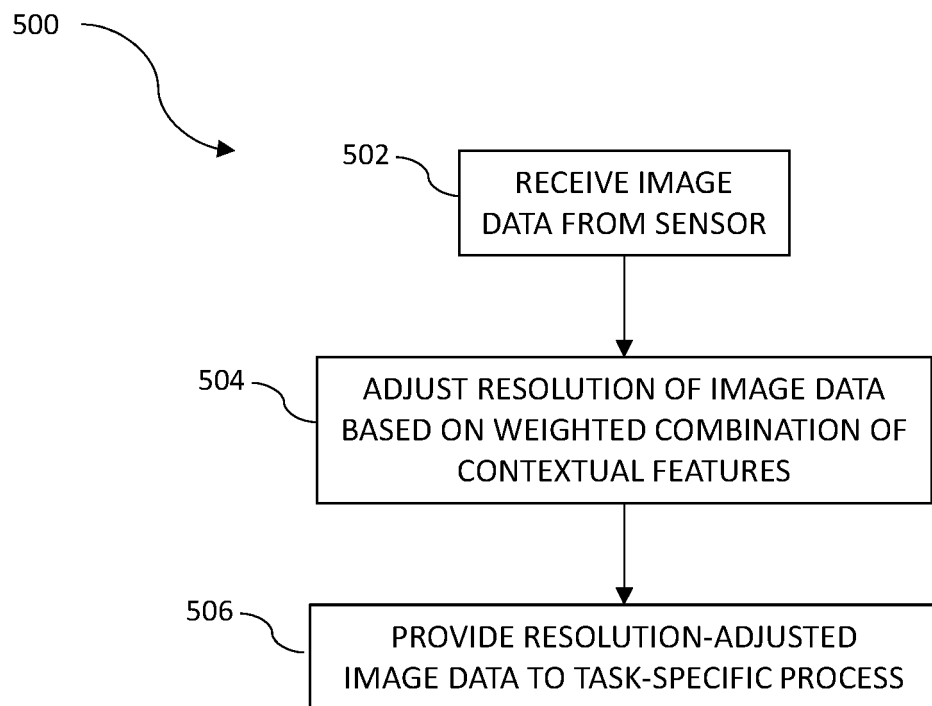 500
502
RECEIVE IMAGE
DATA FROM SENSOR
504
ADJUST RESOLUTION OF IMAGE DATA
BASED ON WEIGHTED COMBINATION OF
CONTEXTUAL FEATURES
506
PROVIDE RESOLUTION-ADJUSTED
IMAGE DATA TO TASK-SPECIFIC PROCESS